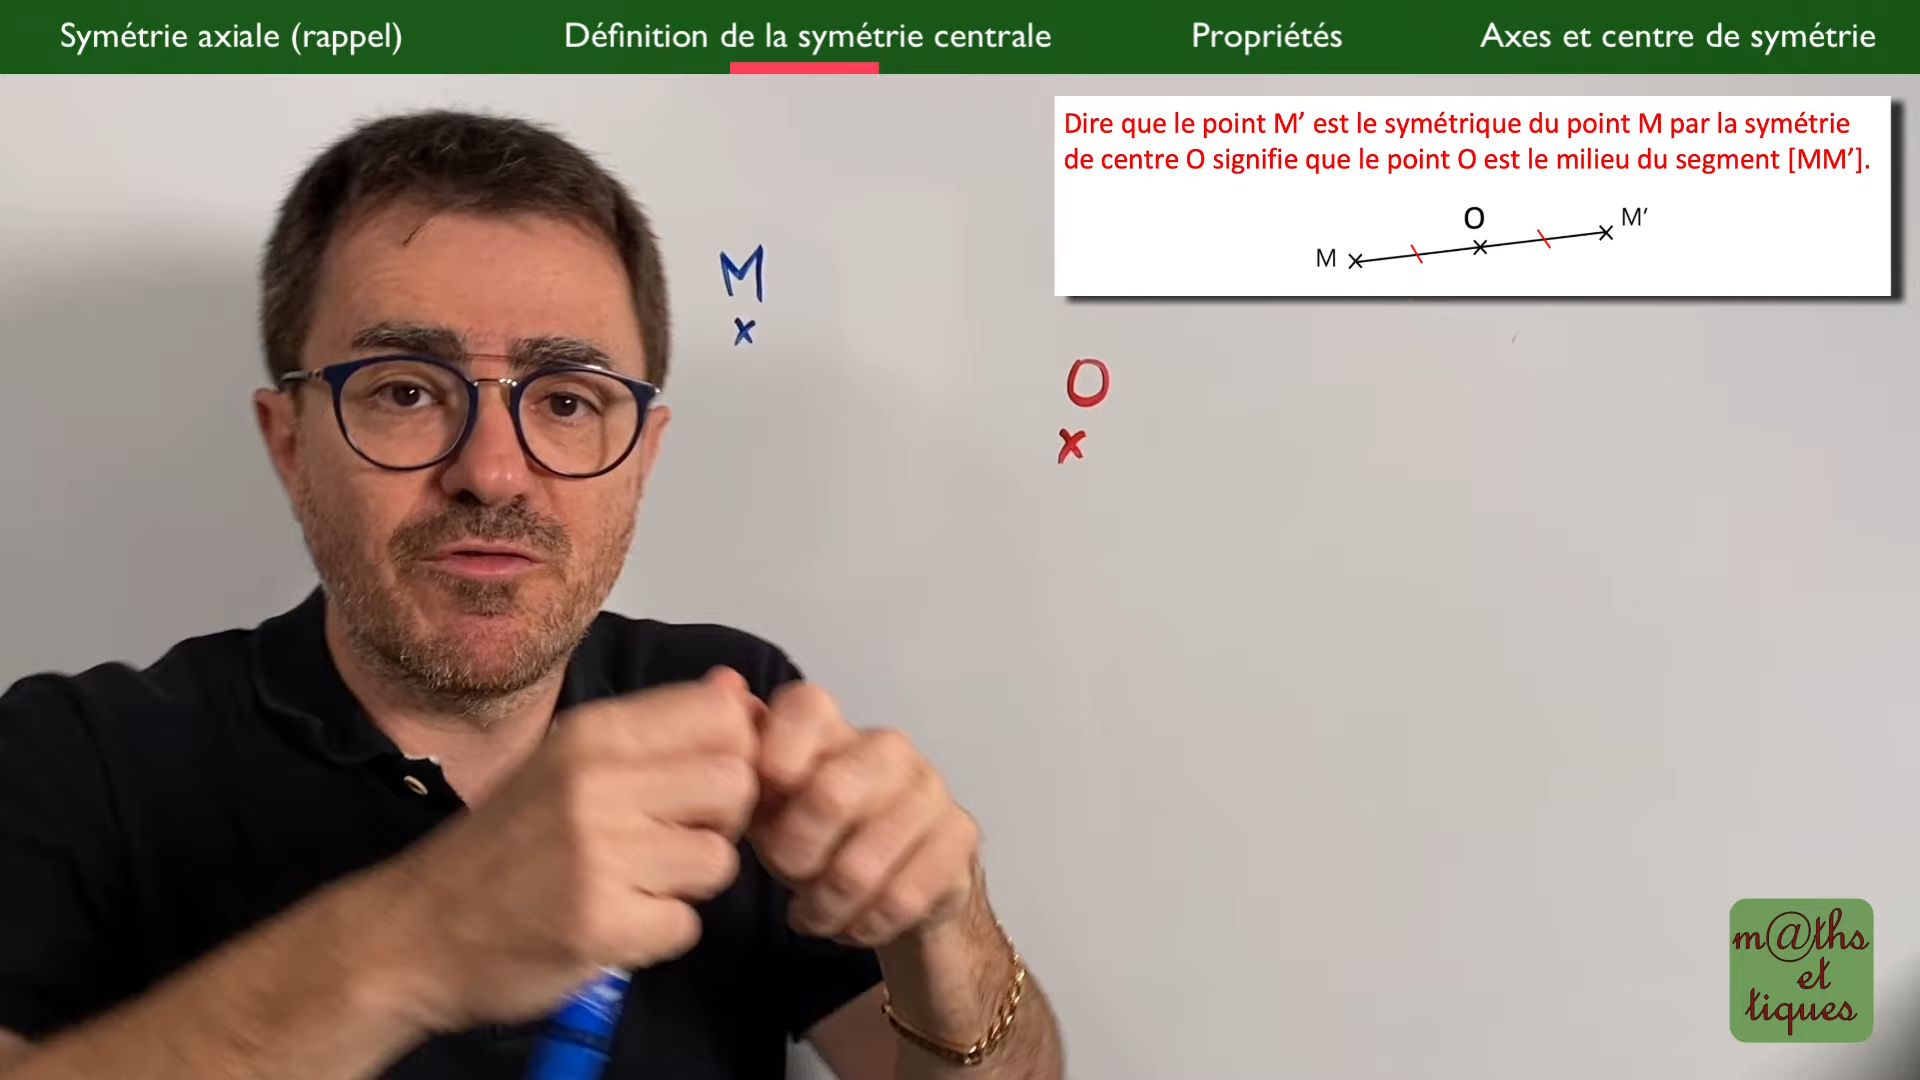 Symétrie axiale (rappel)
Définition de la symétrie centrale
Propriétés
Axes et centre de symétrie
Dire que le point M’ est le symétrique du point M par la symétrie
de centre O signifie que le point O est le milieu du segment [MM’].
O
M’
M
M
O
m@ths
et
tiques